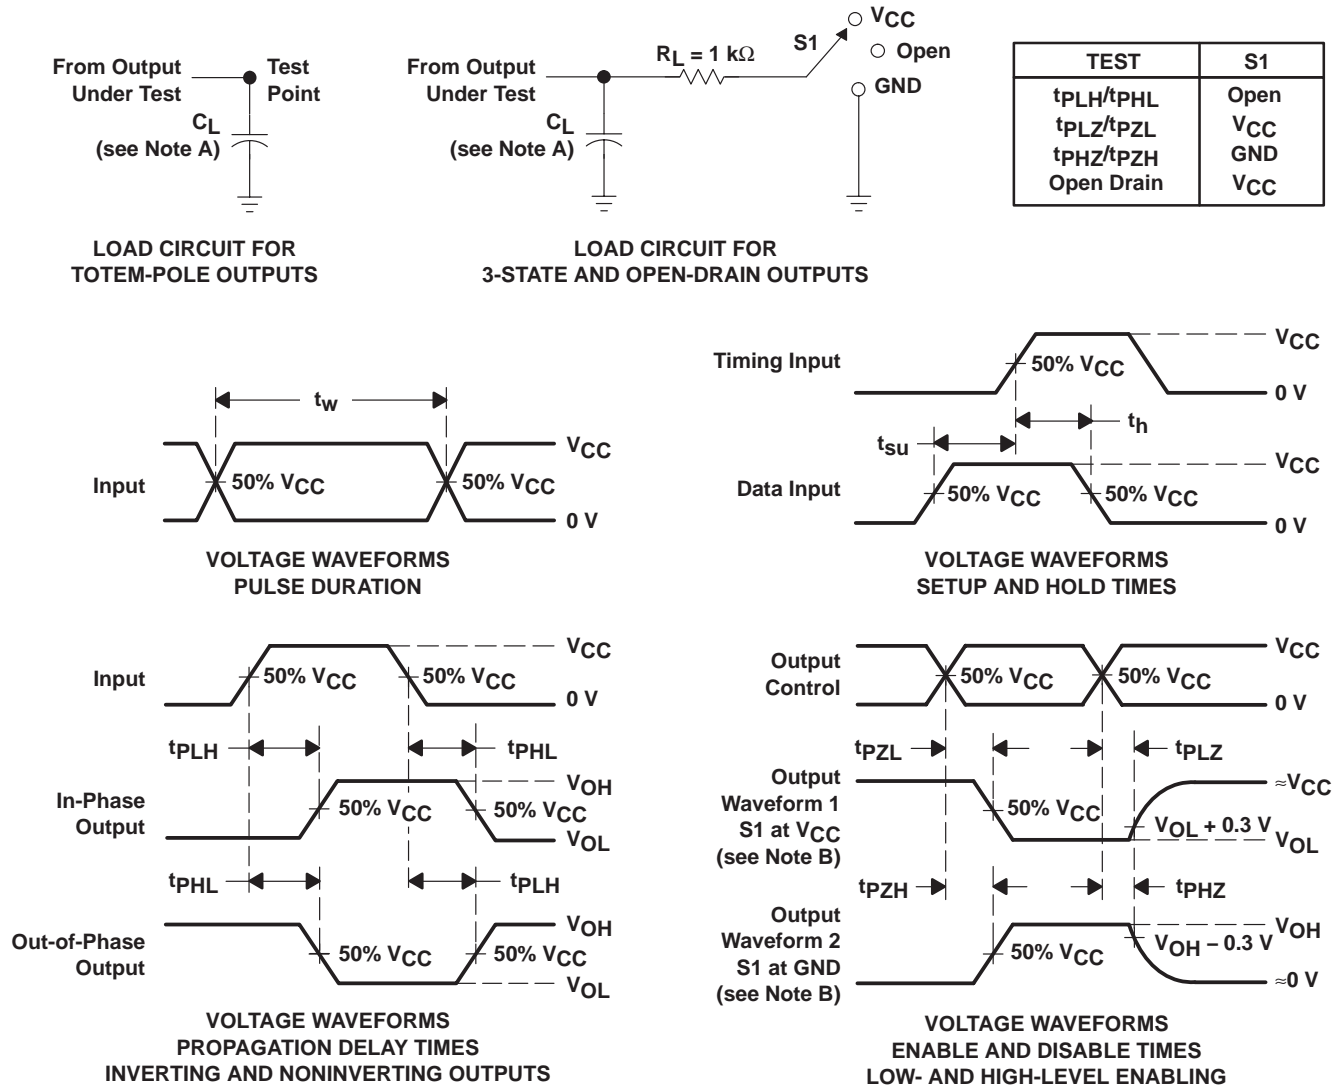 From Output
Under Test
Test
Point
CL
(see Note A)
LOAD CIRCUIT FOR
TOTEM-POLE OUTPUTS
From Output
Under Test
CL
(see Note A)
RL = 1 kΩ
S1
VCC
Open
GND
LOAD CIRCUIT FOR
3-STATE AND OPEN-DRAIN OUTPUTS
TEST S1
tPLH/tPHL Open
tPLZ/tPZL VCC
tPHZ/tPZH GND
Open Drain VCC
tw
Input
50% VCC
50% VCC
VCC
0 V
VOLTAGE WAVEFORMS
PULSE DURATION
Timing Input
50% VCC
VCC
0 V
tsu
th
Data Input
50% VCC
50% VCC
VCC
0 V
VOLTAGE WAVEFORMS
SETUP AND HOLD TIMES
Input
50% VCC
50% VCC
VCC
0 V
tPLH
tPHL
In-Phase
Output
50% VCC
50% VCC
VOH
VOL
tPHL
tPLH
Out-of-Phase
Output
50% VCC
50% VCC
VOH
VOL
VOLTAGE WAVEFORMS
PROPAGATION DELAY TIMES
INVERTING AND NONINVERTING OUTPUTS
Output
Control
50% VCC
50% VCC
VCC
0 V
tPZL
tPLZ
Output
Waveform 1
S1 at VCC
(see Note B)
50% VCC
≈VCC
VOL + 0.3 V
VOL
tPZH
tPHZ
Output
Waveform 2
S1 at GND
(see Note B)
50% VCC
VOH
VOH − 0.3 V
≈0 V
VOLTAGE WAVEFORMS
ENABLE AND DISABLE TIMES
LOW- AND HIGH-LEVEL ENABLING